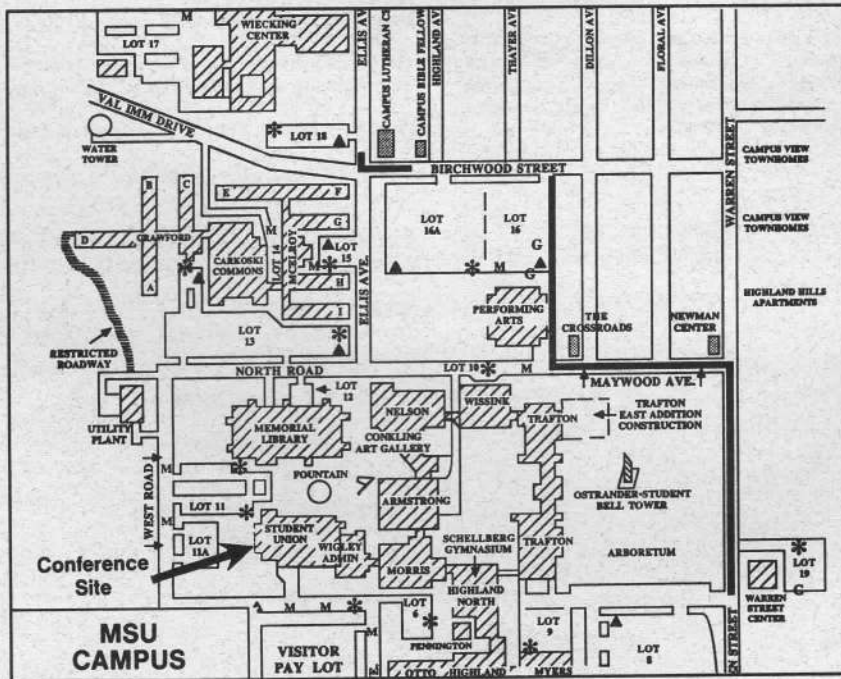 M
LOT 17
WIECKING
CENTER
ELLIS AVE
CAMPUS LUTHERAN C
CAMPUS BIBLE FELLOW
HIGHLAND AV
THAYER AV
DILLON AVE
FLORAL AVE
WARREN STREET
VAL IMM DRIVE
LOT 18
WATER
TOWER
BIRCHWOOD STREET
CAMPUS VIEW
TOWNHOMES
B
C
E
F
G
M
LOT
16A
LOT
16
G
CAMPUS VIEW
TOWNHOMES
D
CRAWFORD
A
CARKOSKI
COMMONS
LOT 14
MCELROY
LOT
15
M
H
I
M
G
ELLIS AVE.
PERFORMING
ARTS
THE
CROSSROADS
NEWMAN
CENTER
HIGHLAND HILLS
APARTMENTS
RESTRICTED
ROADWAY
LOT
13
NORTH ROAD
LOT
12
LOT 10
M
MAYWOOD AVE.
UTILITY
PLANT
MEMORIAL
LIBRARY
NELSON
WISSINK
TRAFTON
TRAFTON
EAST ADDITION
CONSTRUCTION
CONKLING
ART GALLERY
WEST ROAD
M
FOUNTAIN
ARMSTRONG
OSTRANDER-STUDENT
BELL TOWER
LOT 11
M
LOT
11A
STUDENT
UNION
WIGLEY
ADMIN
MORRIS
SCHELLBERG
GYMNASIUM
TRAFTON
ARBORETUM
Conference
Site
HIGHLAND
NORTH
LOT
19
WARREN
STREET
CENTER
G
M
M
LOT
6
M
PENNINGTON
LOT
9
LOT
8
MSU
CAMPUS
VISITOR
PAY LOT
OTTO
HIGHLAND
MYERS
EN STREET